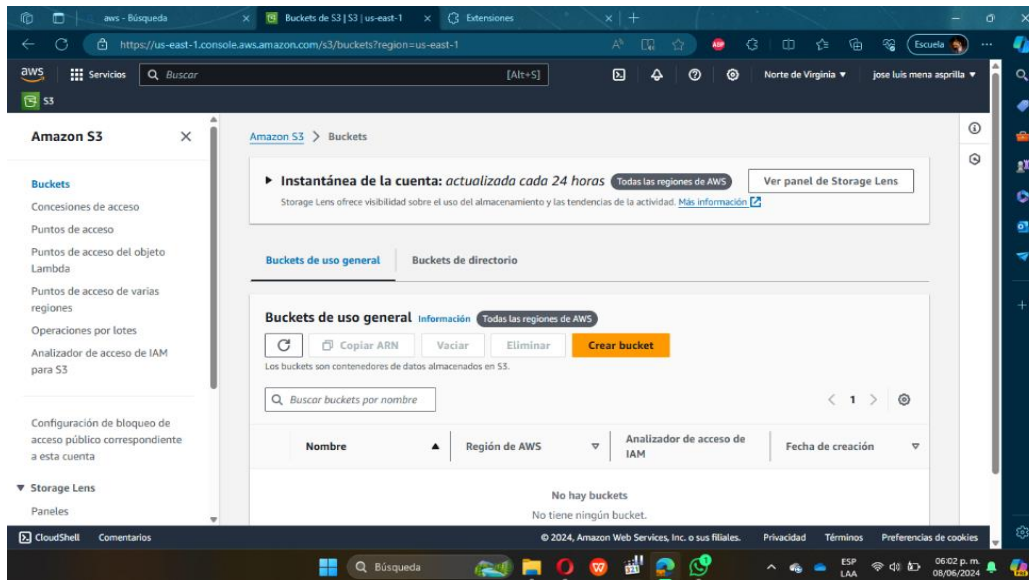 aws - Búsqueda
Buckets de S3 | S3 | us-east-1
Extensiones
https://us-east-1.console.aws.amazon.com/s3/buckets?region=us-east-1
Escuela
aws
Servicios
Buscar
[Alt+S]
Norte de Virginia
jose luis mena asprilla
S3
Amazon S3
Buckets
Concesiones de acceso
Puntos de acceso
Puntos de acceso del objeto
Lambda
Puntos de acceso de varias
regiones
Operaciones por lotes
Analizador de acceso de IAM
para S3
Configuración de bloqueo de
acceso público correspondiente
a esta cuenta
Storage Lens
Paneles
Amazon S3 > Buckets
Instantánea de la cuenta: actualizada cada 24 horas Todas las regiones de AWS
Ver panel de Storage Lens
Storage Lens ofrece visibilidad sobre el uso del almacenamiento y las tendencias de la actividad. Más información
Buckets de uso general
Buckets de directorio
Buckets de uso general Información Todas las regiones de AWS
Copiar ARN
Vaciar
Eliminar
Crear bucket
Los buckets son contenedores de datos almacenados en S3.
Buscar buckets por nombre
1
Nombre
Región de AWS
Analizador de acceso de
IAM
Fecha de creación
No hay buckets
No tiene ningún bucket.
CloudShell
Comentarios
© 2024, Amazon Web Services, Inc. o sus filiales.
Privacidad
Términos
Preferencias de cookies
Búsqueda
ESP
LAA
06:02 p. m.
08/06/2024